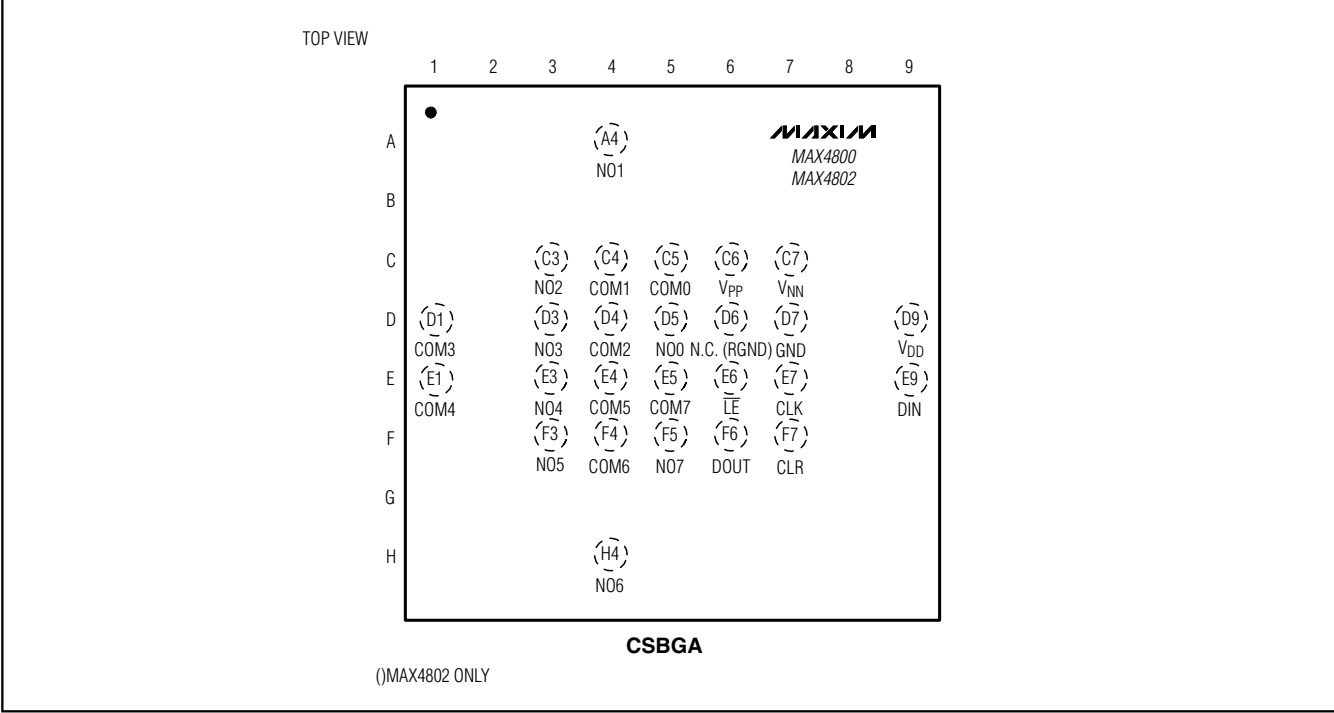 TOP VIEW
1 2 3 4 5 6 7 8 9
A
A4
NO1
MAXIM
MAX4800
MAX4802
B
C
C3 C4 C5 C6 C7
NO2 COM1 COM0 VPP VNN
D
D1 D3 D4 D5 D6 D7 D9
COM3 NO3 COM2 NO0 N.C. (RGND) GND VDD
E
E1 E3 E4 E5 E6 E7 E9
COM4 NO4 COM5 COM7 L̅E̅ CLK DIN
F
F3 F4 F5 F6 F7
NO5 COM6 NO7 DOUT CLR
G
H
H4
NO6
CSBGA
()MAX4802 ONLY